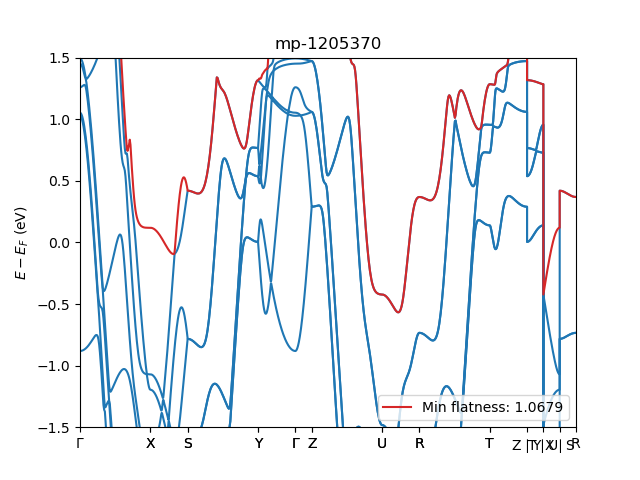 mp-1205370
E − E_F (eV)
1.5
1.0
0.5
0.0
−0.5
−1.0
−1.5
Min flatness: 1.0679
Γ X S Y Γ Z U R T Z | T Y | X U | S R